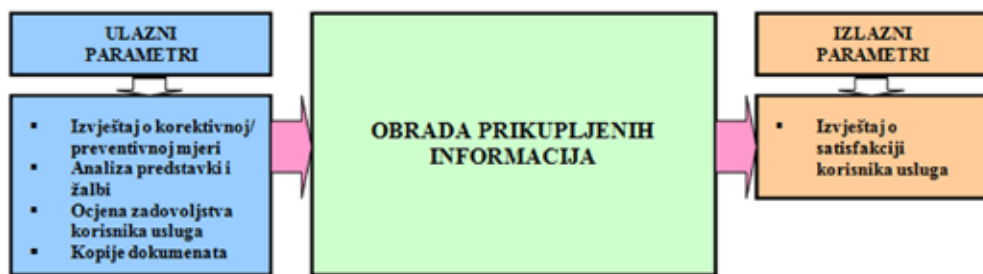 ULAZNI
PARAMETRI
▪ Izvještaj o korektivnoj/
preventivnoj mjeri
▪ Analiza predstavki i
žalbi
▪ Ocjena zadovoljstva
korisnika usluga
▪ Kopije dokumenata
OBRADA PRIKUPLJENIH
INFORMACIJA
IZLAZNI
PARAMETRI
▪ Izvještaj o
satisfakciji
korisnika usluga